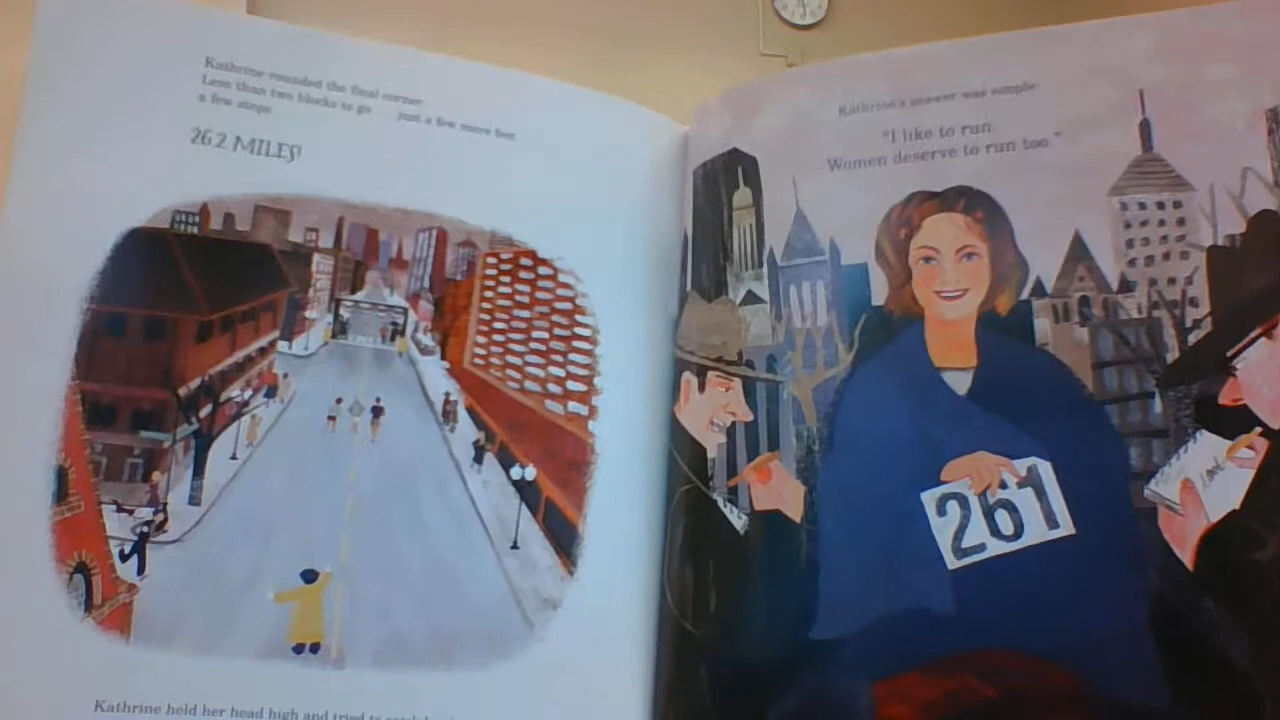 Kathrine rounded the final corner.
Less than two blocks to go just a few more feet
a few steps
26.2 MILES!
Kathrine held her head high and tried to
Kathrine's answer was simple:
"I like to run.
Women deserve to run too."
261